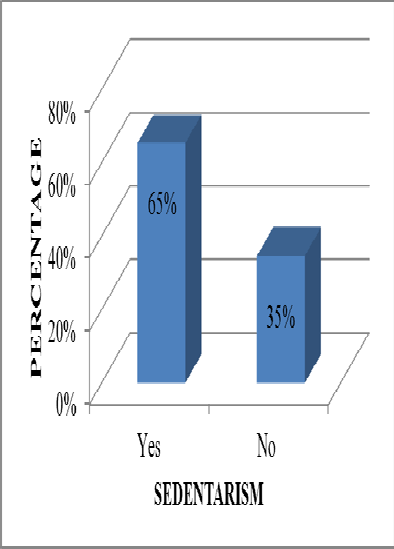 PERCENTAGE
80%
60%
40%
20%
0%
65%
35%
Yes No
SEDENTARISM